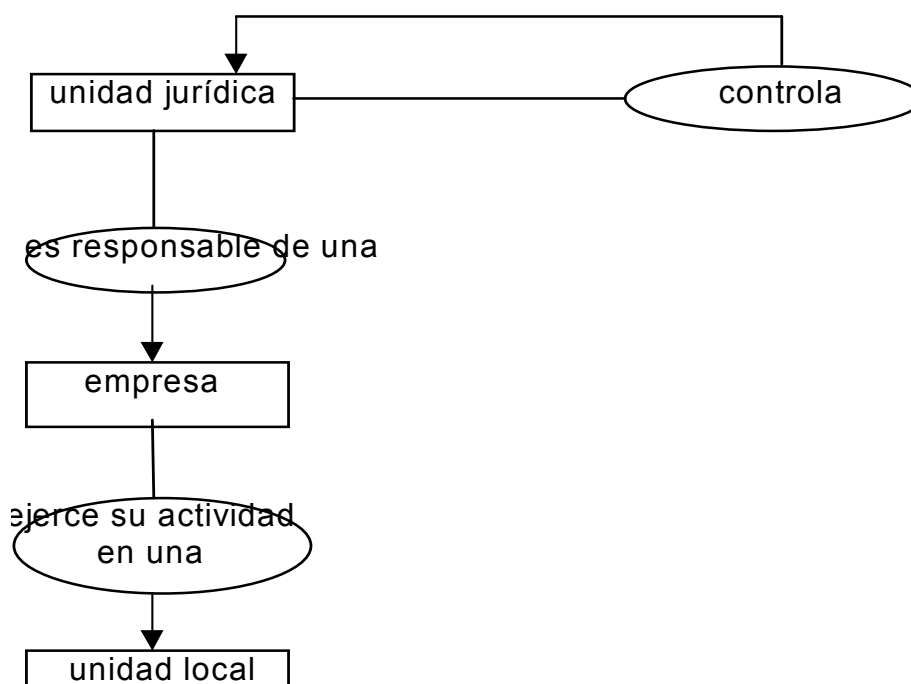 unidad jurídica
controla
es responsable de una
empresa
ejerce su actividad
en una
unidad local